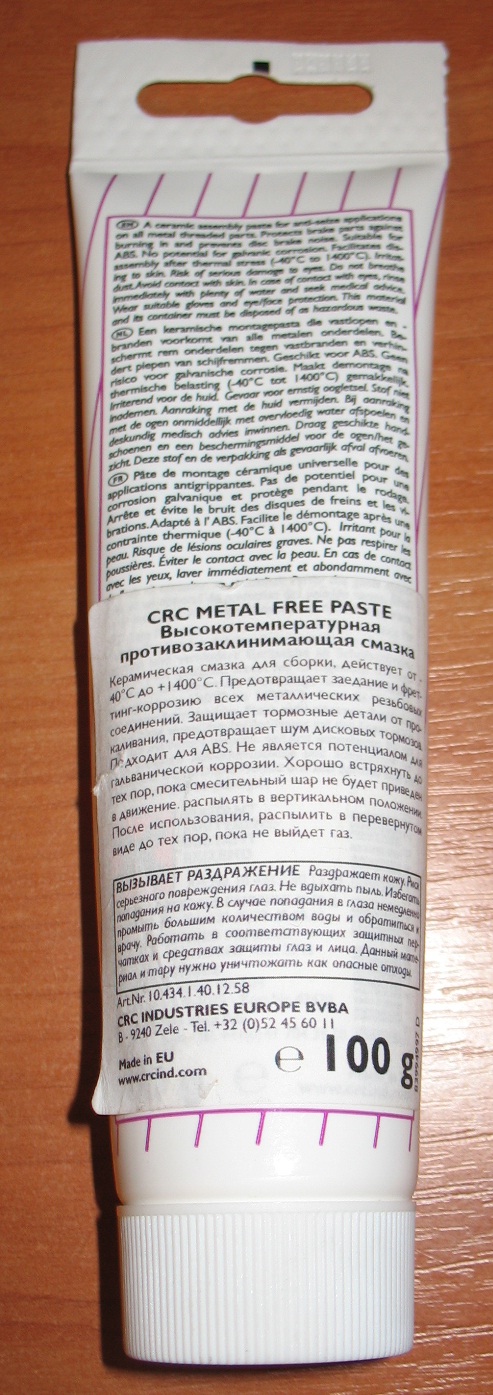 EN A ceramic assembly paste for anti-seize applications
on all metal threaded parts. Protects brake parts against
burning in and prevents disc brake noise. Suitable for
ABS. No potential for galvanic corrosion. Facilitates dis-
assembly after thermal stress (-40°C to 1400°C). Irritat-
ing to skin. Risk of serious damage to eyes. Do not breathe
dust. Avoid contact with skin. In case of contact with eyes, rinse
immediately with plenty of water and seek medical advice.
Wear suitable gloves and eye/face protection. This material
and its container must be disposed of as hazardous waste.
NL Een keramische montagepasta die vastlopen en -
branden voorkomt van alle metalen onderdelen. Be-
schermt rem onderdelen tegen vastbranden en verhin-
dert piepen van schijfremmen. Geschikt voor ABS. Geen
risico voor galvanische corrosie. Maakt demontage na
thermische belasting (-40°C tot 1400°C) gemakkelijk.
Irriterend voor de huid. Gevaar voor ernstig oogletsel. Stof niet
inademen. Aanraking met de huid vermijden. Bij aanraking
met de ogen onmiddellijk met overvloedig water afspoelen en
deskundig medisch advies inwinnen. Draag geschikte hand-
schoenen en een beschermingsmiddel voor de ogen/het ge-
zicht. Deze stof en de verpakking als gevaarlijk afval afvoeren.
FR Pâte de montage céramique universelle pour des
applications antigrippantes. Pas de potentiel pour une
corrosion galvanique et protège pendant le rodage.
Arrête et évite le bruit des disques de freins et les vi-
brations. Adapté à l'ABS. Facilite le démontage après une
contrainte thermique (-40°C à 1400°C). Irritant pour la
peau. Risque de lésions oculaires graves. Ne pas respirer les
poussières. Éviter le contact avec la peau. En cas de contact
avec les yeux, laver immédiatement et abondamment avec
CRC METAL FREE PASTE
Высокотемпературная
противозаклинимающая смазка
Керамическая смазка для сборки, действует от -
40°C до +1400°C. Предотвращает заедание и фрет-
тинг-коррозию всех металлических резьбовых
соединений. Защищает тормозные детали от про-
каливания, предотвращает шум дисковых тормозов.
Подходит для ABS. Не является потенциалом для
гальванической коррозии. Хорошо встряхнуть до
тех пор, пока смесительный шар не будет приведен
в движение. распылять в вертикальном положении.
После использования, распылить в перевернутом
виде до тех пор, пока не выйдет газ.
ВЫЗЫВАЕТ РАЗДРАЖЕНИЕ Раздражает кожу. Риск
серьезного повреждения глаз. Не вдыхать пыль. Избегать
попадания на кожу. В случае попадания в глаза немедленно
промыть большим количеством воды и обратиться к
врачу. Работать в соответствующих защитных пер-
чатках и средствах защиты глаз и лица. Данный мате-
риал и тару нужно уничтожать как опасные отходы.
Art.Nr. 10.434.1.40.12.58
CRC INDUSTRIES EUROPE BVBA
B - 9240 Zele - Tel. +32 (0)52 45 60 11
Made in EU
www.crcind.com
℮ 100 g